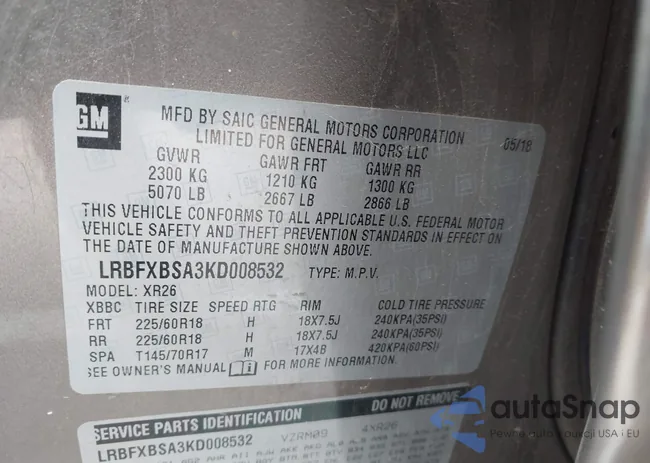 GM
MFD BY SAIC GENERAL MOTORS CORPORATION
LIMITED FOR GENERAL MOTORS LLC
05/18
GVWR GAWR FRT GAWR RR
2300 KG 1210 KG 1300 KG
5070 LB 2667 LB 2866 LB
THIS VEHICLE CONFORMS TO ALL APPLICABLE U.S. FEDERAL MOTOR
VEHICLE SAFETY AND THEFT PREVENTION STANDARDS IN EFFECT ON
THE DATE OF MANUFACTURE SHOWN ABOVE.
LRBFXBSA3KD008532 TYPE: M.P.V.
MODEL: XR26
XBBC TIRE SIZE SPEED RTG RIM COLD TIRE PRESSURE
FRT 225/60R18 H 18X7.5J 240KPA(35PSI)
RR 225/60R18 H 18X7.5J 240KPA(35PSI)
SPA T145/70R17 M 17X4B 420KPA(60PSI)
SEE OWNER'S MANUAL FOR MORE INFORMATION.
SERVICE PARTS IDENTIFICATION DO NOT REMOVE
LRBFXBSA3KD008532 VZRM09 4XR26
autoSnap
Pewne auto z aukcji USA i EU